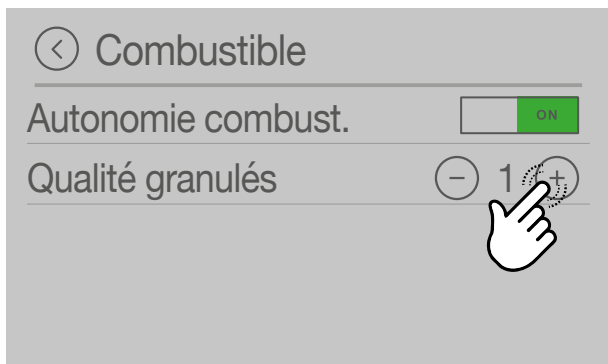 Combustible
Autonomie combust. ON
Qualité granulés - 1 +